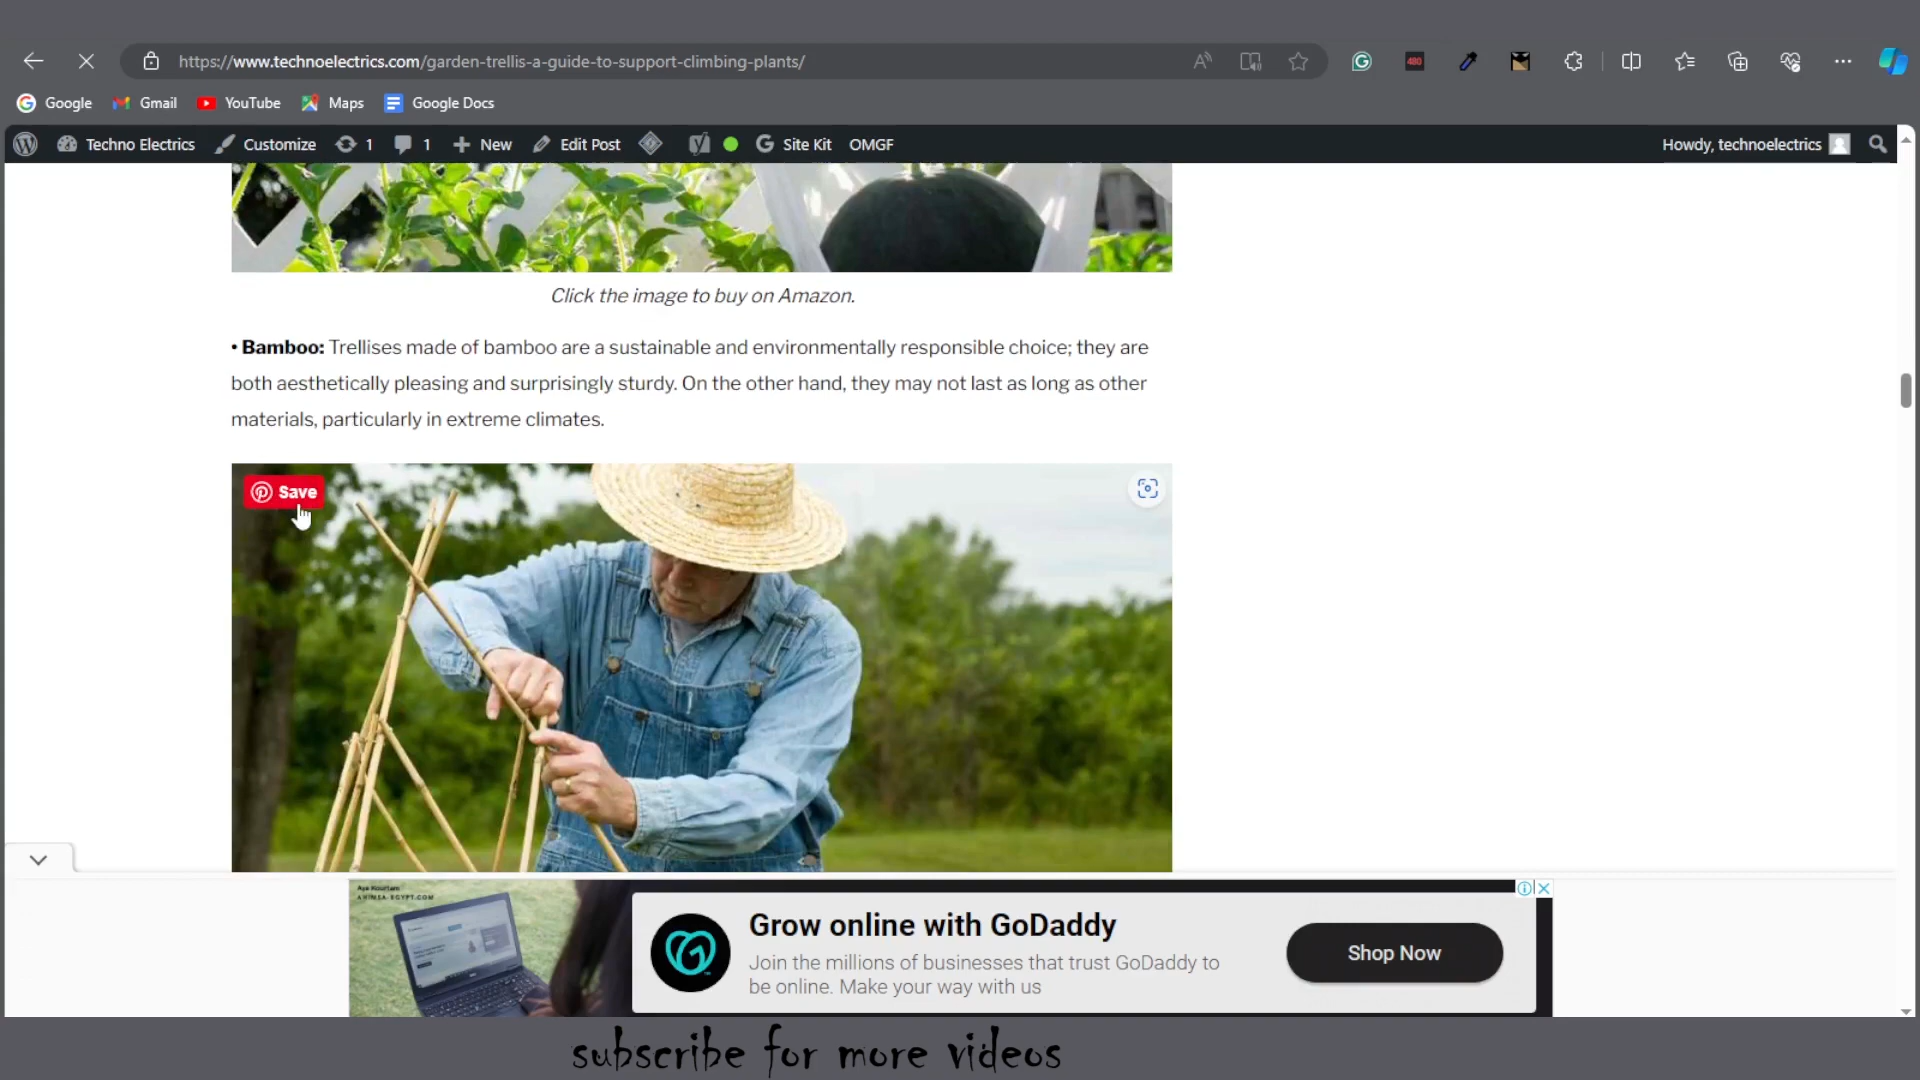 https://www.technoelectrics.com/garden-trellis-a-guide-to-support-climbing-plants/
480
Google Gmail YouTube Maps Google Docs
Techno Electrics Customize 1 1 New Edit Post Site Kit OMGF Howdy, technoelectrics
Click the image to buy on Amazon.
• Bamboo: Trellises made of bamboo are a sustainable and environmentally responsible choice; they are
both aesthetically pleasing and surprisingly sturdy. On the other hand, they may not last as long as other
materials, particularly in extreme climates.
Save
Aya Kouttam
Grow online with GoDaddy
Join the millions of businesses that trust GoDaddy to
be online. Make your way with us
Shop Now
subscribe for more videos